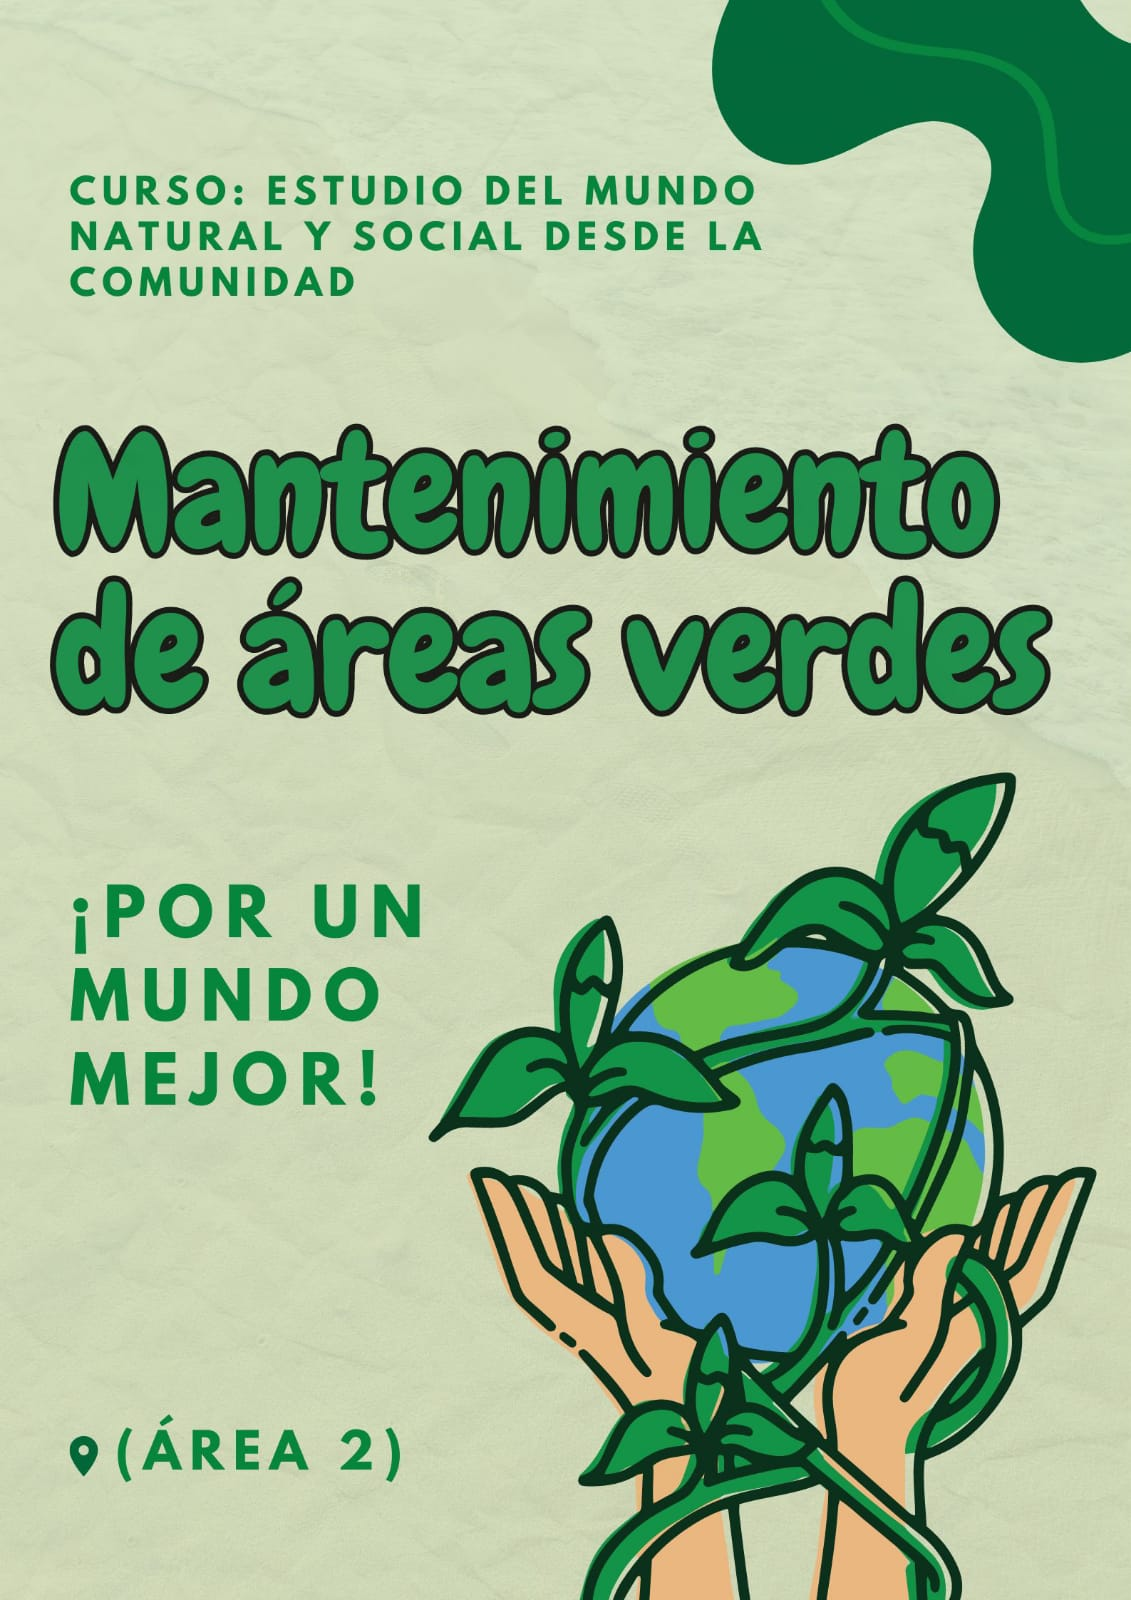 CURSO: ESTUDIO DEL MUNDO
NATURAL Y SOCIAL DESDE LA
COMUNIDAD
Mantenimiento
de áreas verdes
¡POR UN
MUNDO
MEJOR!
(ÁREA 2)